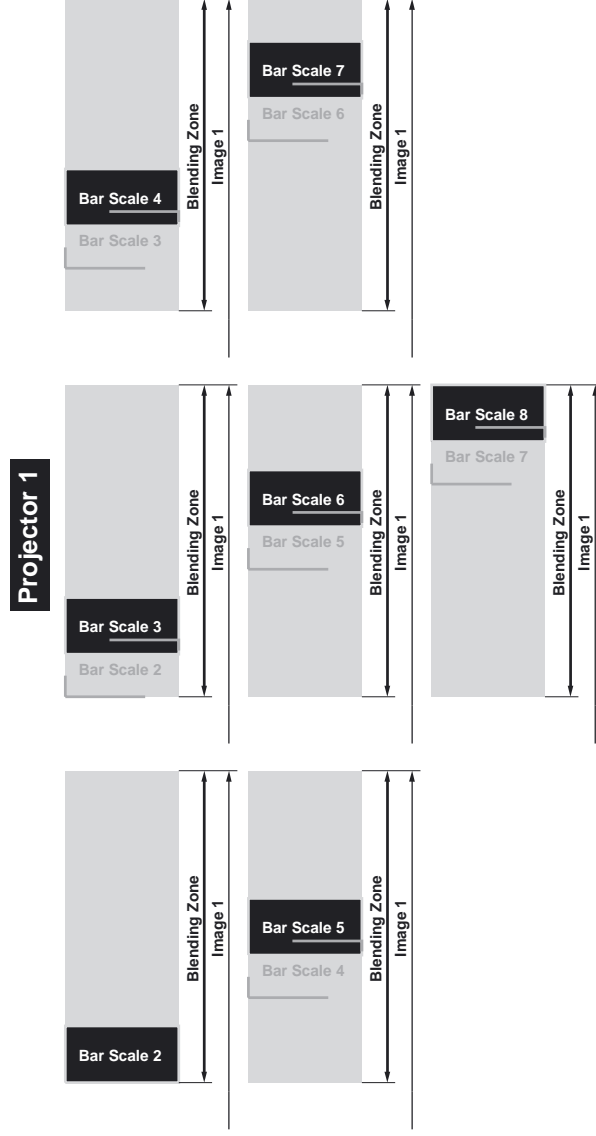 Projector 1
Bar Scale 4
Bar Scale 3
Blending Zone
Image 1
Bar Scale 7
Bar Scale 6
Blending Zone
Image 1
Bar Scale 3
Bar Scale 2
Blending Zone
Image 1
Bar Scale 6
Bar Scale 5
Blending Zone
Image 1
Bar Scale 8
Bar Scale 7
Blending Zone
Image 1
Bar Scale 2
Blending Zone
Image 1
Bar Scale 5
Bar Scale 4
Blending Zone
Image 1